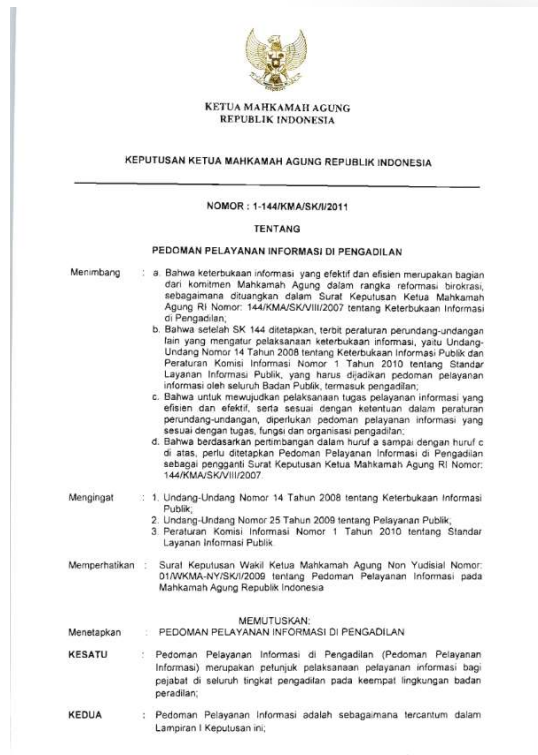 KETUA MAHKAMAH AGUNG
REPUBLIK INDONESIA
KEPUTUSAN KETUA MAHKAMAH AGUNG REPUBLIK INDONESIA
NOMOR : 1-144/KMA/SK/I/2011
TENTANG
PEDOMAN PELAYANAN INFORMASI DI PENGADILAN
Menimbang : a. Bahwa keterbukaan informasi yang efektif dan efisien merupakan bagian
dari komitmen Mahkamah Agung dalam rangka reformasi birokrasi,
sebagaimana dituangkan dalam Surat Keputusan Ketua Mahkamah
Agung RI Nomor: 144/KMA/SK/VIII/2007 tentang Keterbukaan Informasi
di Pengadilan;
b. Bahwa setelah SK 144 ditetapkan, terbit peraturan perundang-undangan
lain yang mengatur pelaksanaan keterbukaan informasi, yaitu Undang-
Undang Nomor 14 Tahun 2008 tentang Keterbukaan Informasi Publik dan
Peraturan Komisi Informasi Nomor 1 Tahun 2010 tentang Standar
Layanan Informasi Publik, yang harus dijadikan pedoman pelayanan
informasi oleh seluruh Badan Publik, termasuk pengadilan;
c. Bahwa untuk mewujudkan pelaksanaan tugas pelayanan informasi yang
efisien dan efektif, serta sesuai dengan ketentuan dalam peraturan
perundang-undangan, diperlukan pedoman pelayanan informasi yang
sesuai dengan tugas, fungsi dan organisasi pengadilan;
d. Bahwa berdasarkan pertimbangan dalam huruf a sampai dengan huruf c
di atas, perlu ditetapkan Pedoman Pelayanan Informasi di Pengadilan
sebagai pengganti Surat Keputusan Ketua Mahkamah Agung RI Nomor:
144/KMA/SK/VIII/2007.
Mengingat : 1. Undang-Undang Nomor 14 Tahun 2008 tentang Keterbukaan Informasi
Publik;
2. Undang-Undang Nomor 25 Tahun 2009 tentang Pelayanan Publik;
3. Peraturan Komisi Informasi Nomor 1 Tahun 2010 tentang Standar
Layanan Informasi Publik.
Memperhatikan : Surat Keputusan Wakil Ketua Mahkamah Agung Non Yudisial Nomor:
01/WKMA-NY/SK/I/2009 tentang Pedoman Pelayanan Informasi pada
Mahkamah Agung Republik Indonesia
MEMUTUSKAN:
Menetapkan : PEDOMAN PELAYANAN INFORMASI DI PENGADILAN
KESATU : Pedoman Pelayanan Informasi di Pengadilan (Pedoman Pelayanan
Informasi) merupakan petunjuk pelaksanaan pelayanan informasi bagi
pejabat di seluruh tingkat pengadilan pada keempat lingkungan badan
peradilan;
KEDUA : Pedoman Pelayanan Informasi adalah sebagaimana tercantum dalam
Lampiran I Keputusan ini;